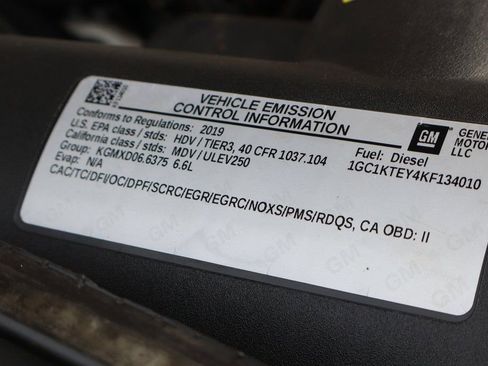 VEHICLE EMISSION
CONTROL INFORMATION
Conforms to Regulations: 2019
U.S. EPA class / stds: HDV / TIER3, 40 CFR 1037.104
California class / stds: MDV / ULEV250
Group: KGMXD06.6375 6.6L
Evap: N/A
CAC/TC/DFI/OC/DPF/SCRC/EGR/EGRC/NOXS/PMS/RDQS, CA OBD: II
GM
GENE
MOTOR
LLC
Fuel: Diesel
1GC1KTEY4KF134010